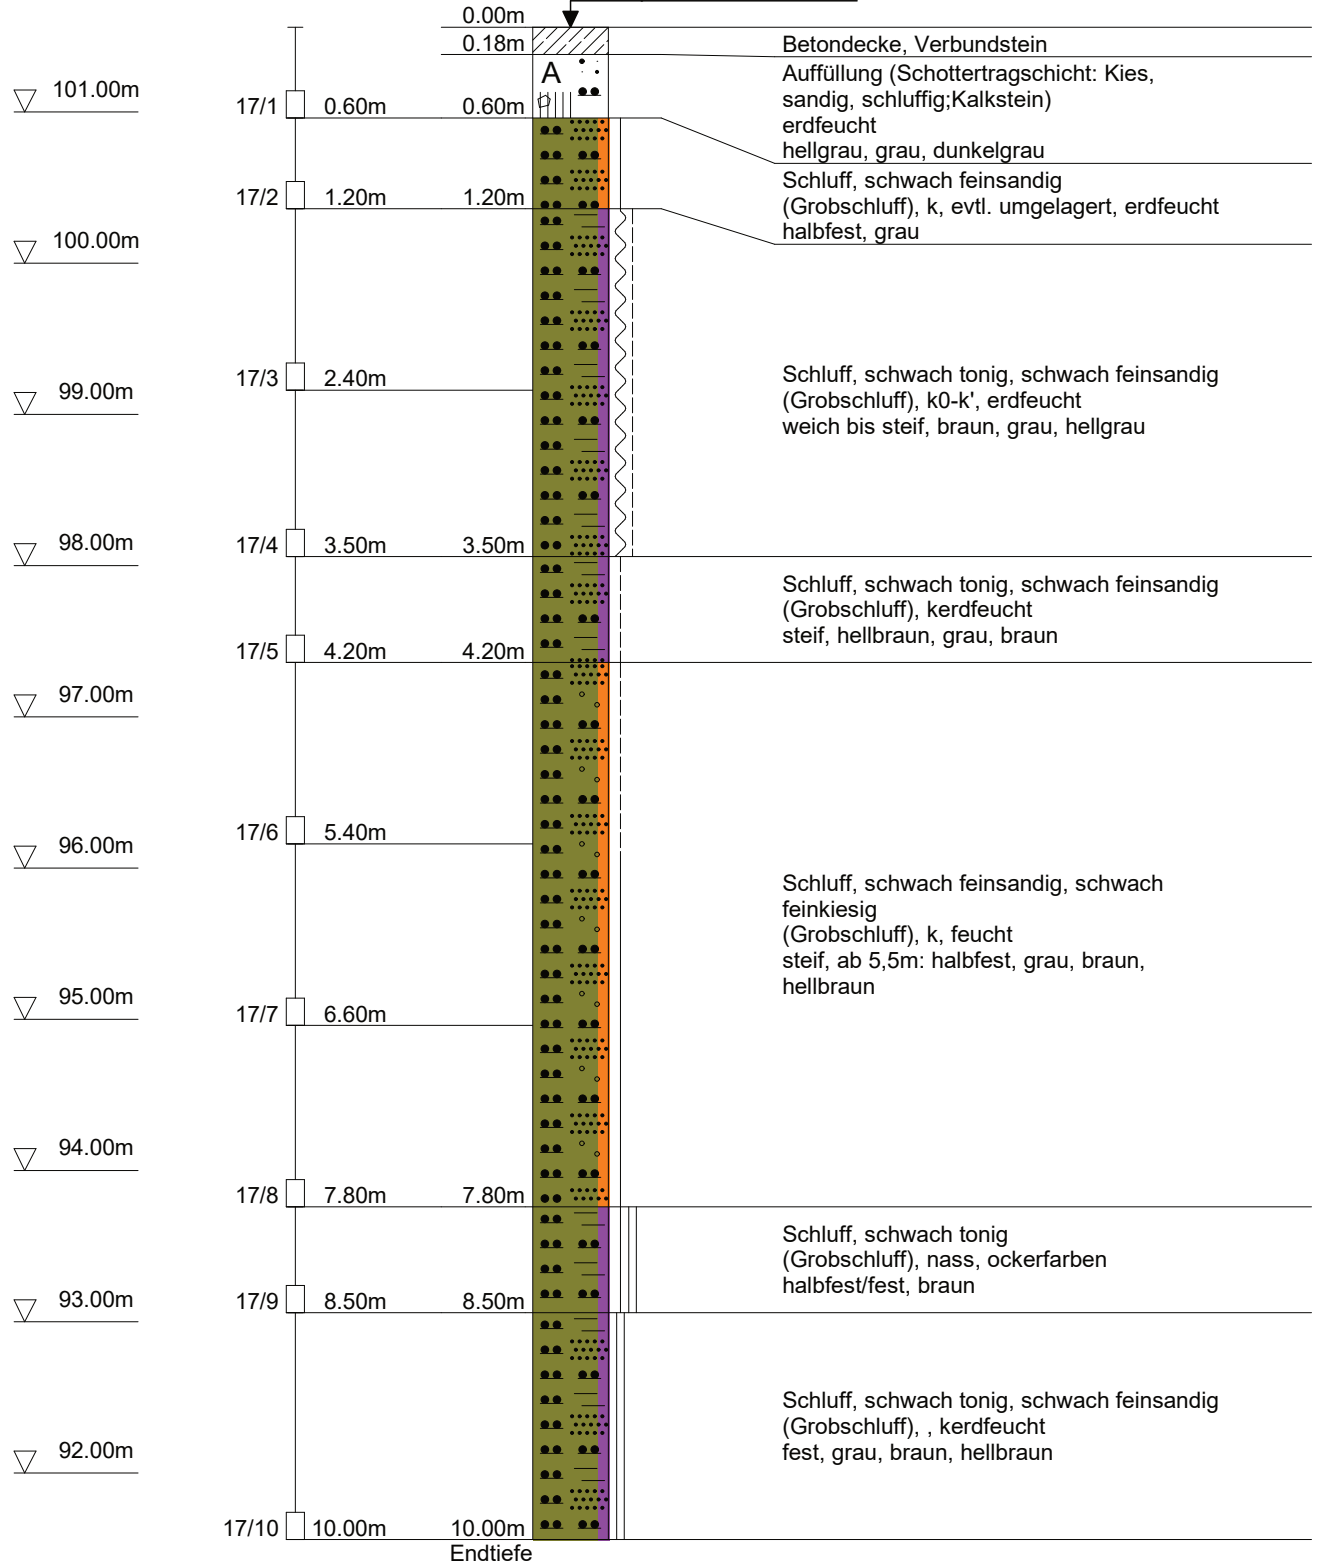 0.00m
0.18m
Betondecke, Verbundstein
A
Auffüllung (Schottertragschicht: Kies,
sandig, schluffig;Kalkstein)
erdfeucht
hellgrau, grau, dunkelgrau
101.00m
17/1 0.60m 0.60m
Schluff, schwach feinsandig
(Grobschluff), k, evtl. umgelagert, erdfeucht
halbfest, grau
17/2 1.20m 1.20m
100.00m
17/3 2.40m
99.00m
Schluff, schwach tonig, schwach feinsandig
(Grobschluff), k0-k', erdfeucht
weich bis steif, braun, grau, hellgrau
98.00m
17/4 3.50m 3.50m
Schluff, schwach tonig, schwach feinsandig
(Grobschluff), kerdfeucht
steif, hellbraun, grau, braun
17/5 4.20m 4.20m
97.00m
17/6 5.40m
96.00m
Schluff, schwach feinsandig, schwach
feinkiesig
(Grobschluff), k, feucht
steif, ab 5,5m: halbfest, grau, braun,
hellbraun
95.00m
17/7 6.60m
94.00m
17/8 7.80m 7.80m
Schluff, schwach tonig
(Grobschluff), nass, ockerfarben
halbfest/fest, braun
93.00m
17/9 8.50m 8.50m
Schluff, schwach tonig, schwach feinsandig
(Grobschluff), , kerdfeucht
fest, grau, braun, hellbraun
92.00m
17/10 10.00m 10.00m
Endtiefe